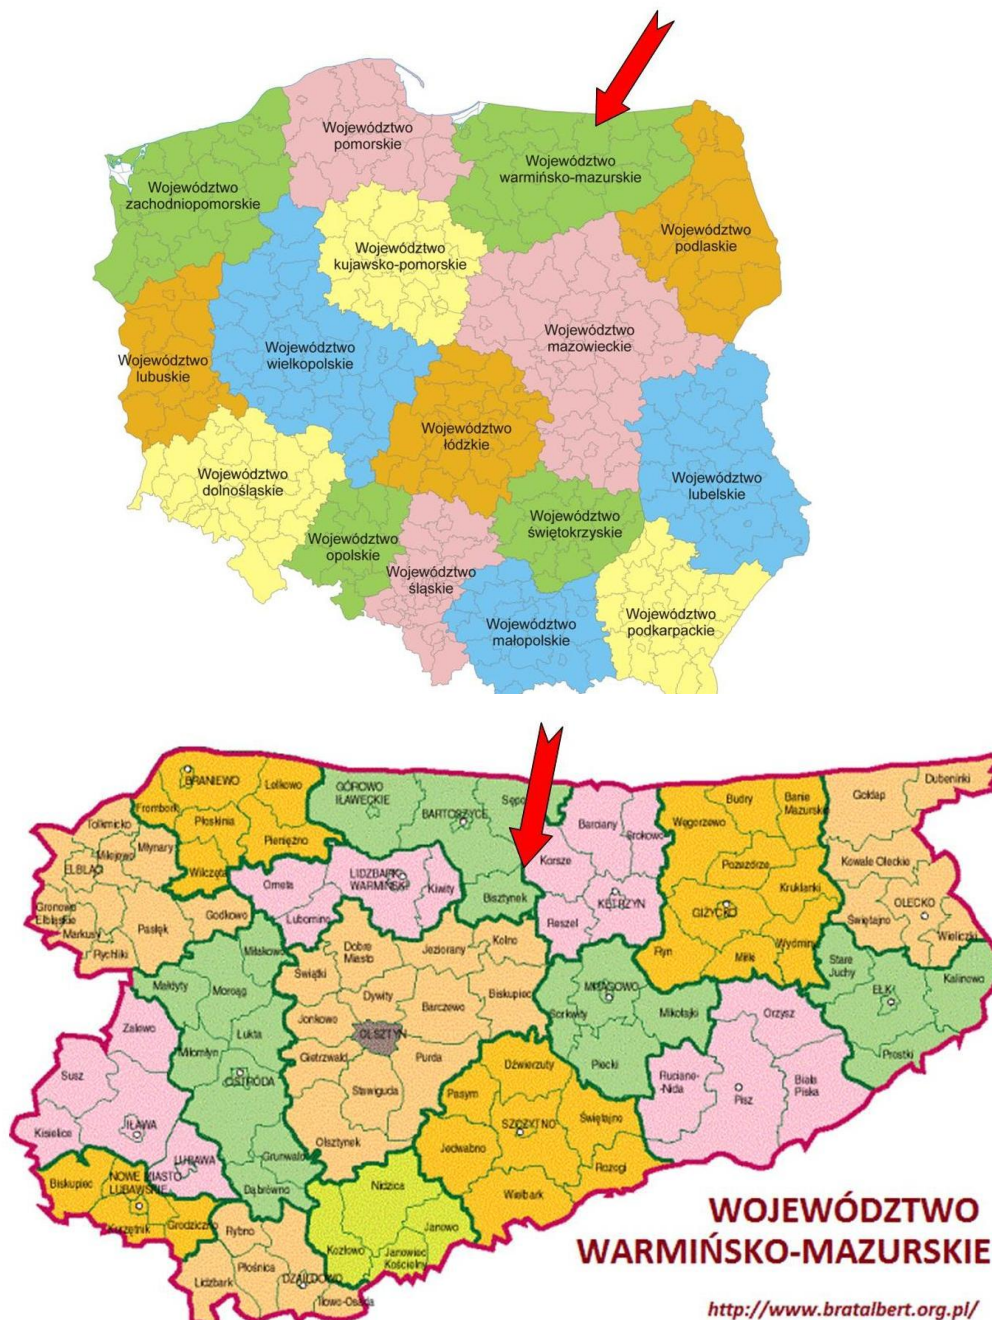 Województwo
pomorskie
Województwo
warmińsko-mazurskie
Województwo
zachodniopomorskie
Województwo
podlaskie
Województwo
kujawsko-pomorskie
Województwo
mazowieckie
Województwo
wielkopolskie
Województwo
lubuskie
Województwo
łódzkie
Województwo
dolnośląskie
Województwo
lubelskie
Województwo
świętokrzyskie
Województwo
opolskie
Województwo
śląskie
Województwo
małopolskie
Województwo
podkarpackie
BRANIEWO
Lelkowo
Frombork
Płoskinia
Pieniężno
Wilczęta
GÓROWO
IŁAWECKIE
BARTOSZYCE
Sępo
Bisztynek
Barciany
Srokowo
Korsze
KĘTRZYN
Reszel
Budry
Banie
Mazurskie
Węgorzewo
Pozezdrze
Kruklanki
GIŻYCKO
Ryn
Miłki
Wydminy
Dubeninki
Gołdap
Kowale Oleckie
OLECKO
Świętajno
Wieliczki
Tolkmicko
Młynary
Milejewo
ELBLĄG
Gronowo
Elbląskie
Markusy
Rychliki
Pasłęk
Godkowo
Orneta
LIDZBARK
WARMIŃSKI
Kiwity
Lubomino
Dobre
Miasto
Jeziorany
Kolno
Świątki
Dywity
Barczewo
Biskupiec
Jonkowo
OLSZTYN
Gietrzwałd
Purda
Stawiguda
Olsztynek
Miłakowo
Małdyty
Morąg
Łukta
Miłomłyn
OSTRÓDA
Grunwald
Dąbrówno
Zalewo
Susz
IŁAWA
Kisielice
LUBAWA
Stare
Juchy
Kalinowo
EŁK
Prostki
MRĄGOWO
Sorkwity
Mikołajki
Piecki
Orzysz
Ruciane-
Nida
Pisz
Biała
Piska
Dźwierzuty
Pasym
SZCZYTNO
Świętajno
Jedwabno
Rozogi
Wielbark
Biskupiec
NOWE MIASTO
LUBAWSKIE
Kurzętnik
Grodziczno
Rybno
Płośnica
Lidzbark
DZIAŁDOWO
Iłowo-Osada
Nidzica
Janowo
Kozłowo
Janowiec
Kościelny
WOJEWÓDZTWO
WARMIŃSKO-MAZURSKIE
http://www.bratalbert.org.pl/